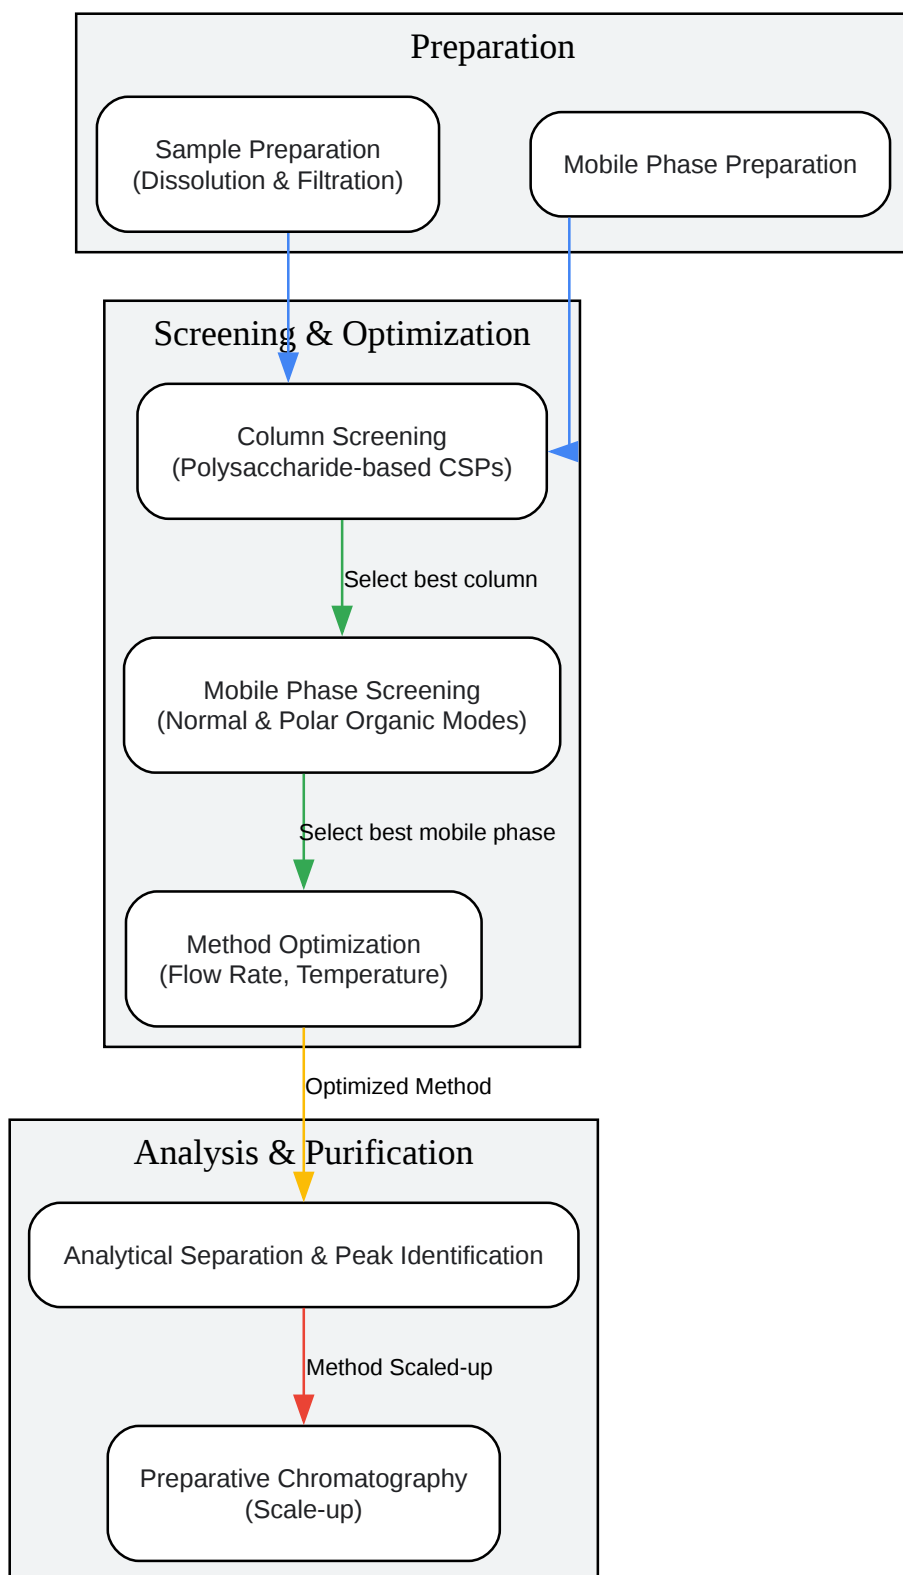 Preparation
Sample Preparation
(Dissolution & Filtration)
Mobile Phase Preparation
Screening & Optimization
Column Screening
(Polysaccharide-based CSPs)
Select best column
Mobile Phase Screening
(Normal & Polar Organic Modes)
Select best mobile phase
Method Optimization
(Flow Rate, Temperature)
Optimized Method
Analysis & Purification
Analytical Separation & Peak Identification
Method Scaled-up
Preparative Chromatography
(Scale-up)